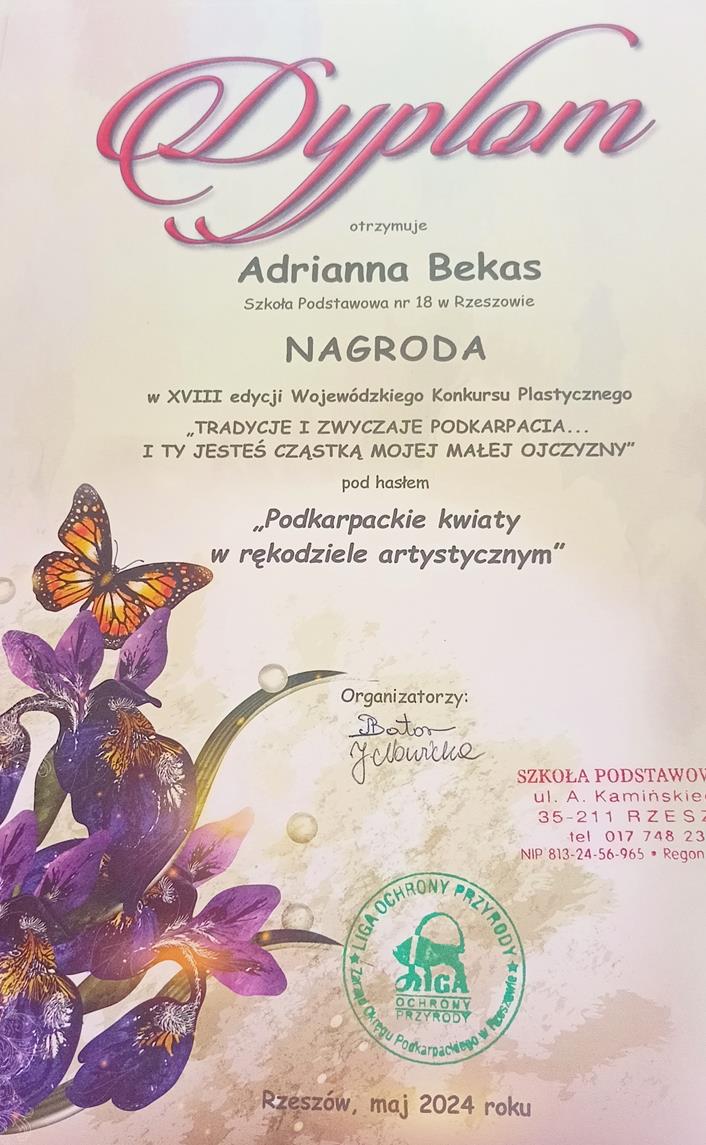 Dyplom
otrzymuje
Adrianna Bekas
Szkoła Podstawowa nr 18 w Rzeszowie
NAGRODA
w XVIII edycji Wojewódzkiego Konkursu Plastycznego
„TRADYCJE I ZWYCZAJE PODKARPACIA...
I TY JESTEŚ CZĄSTKĄ MOJEJ MAŁEJ OJCZYZNY”
pod hasłem
„Podkarpackie kwiaty
w rękodziele artystycznym”
Organizatorzy:
Bator
SZKOŁA PODSTAWOW
ul. A. Kamińskie
35-211 RZESZ
tel 017 748 23
NIP 813-24-56-965 • Regon
★ LIGA OCHRONY PRZYRODY ★
LIGA
OCHRONY
PRZYRODY
Zarząd Okręgu Podkarpackiego w Rzeszowie
Rzeszów, maj 2024 roku